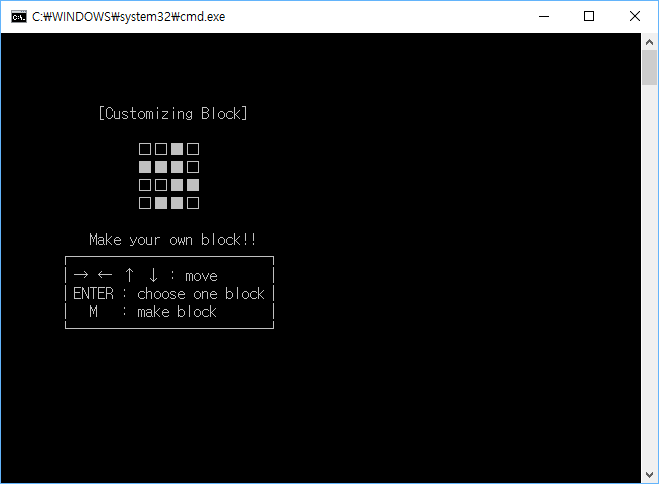 C:₩WINDOWS₩system32₩cmd.exe
[Customizing Block]
□□■□
■■■□
□□■■
□■■□
Make your own block!!
→ ← ↑ ↓ : move
ENTER : choose one block
M : make block